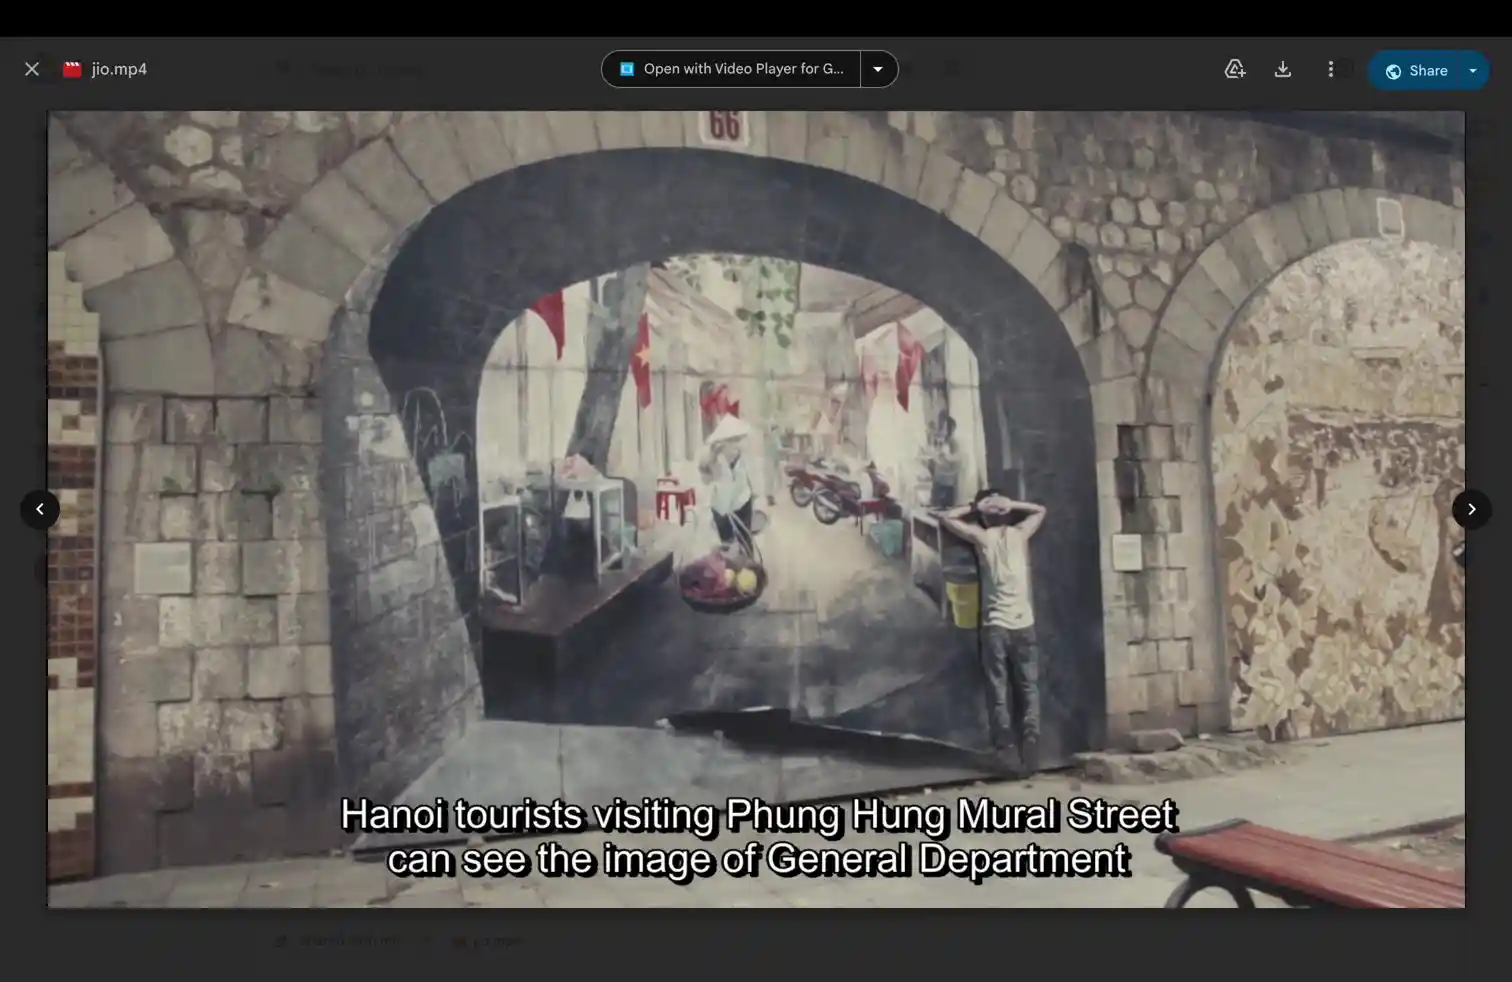 jio.mp4
Open with Video Player for G...
Share
66
Hanoi tourists visiting Phung Hung Mural Street
can see the image of General Department